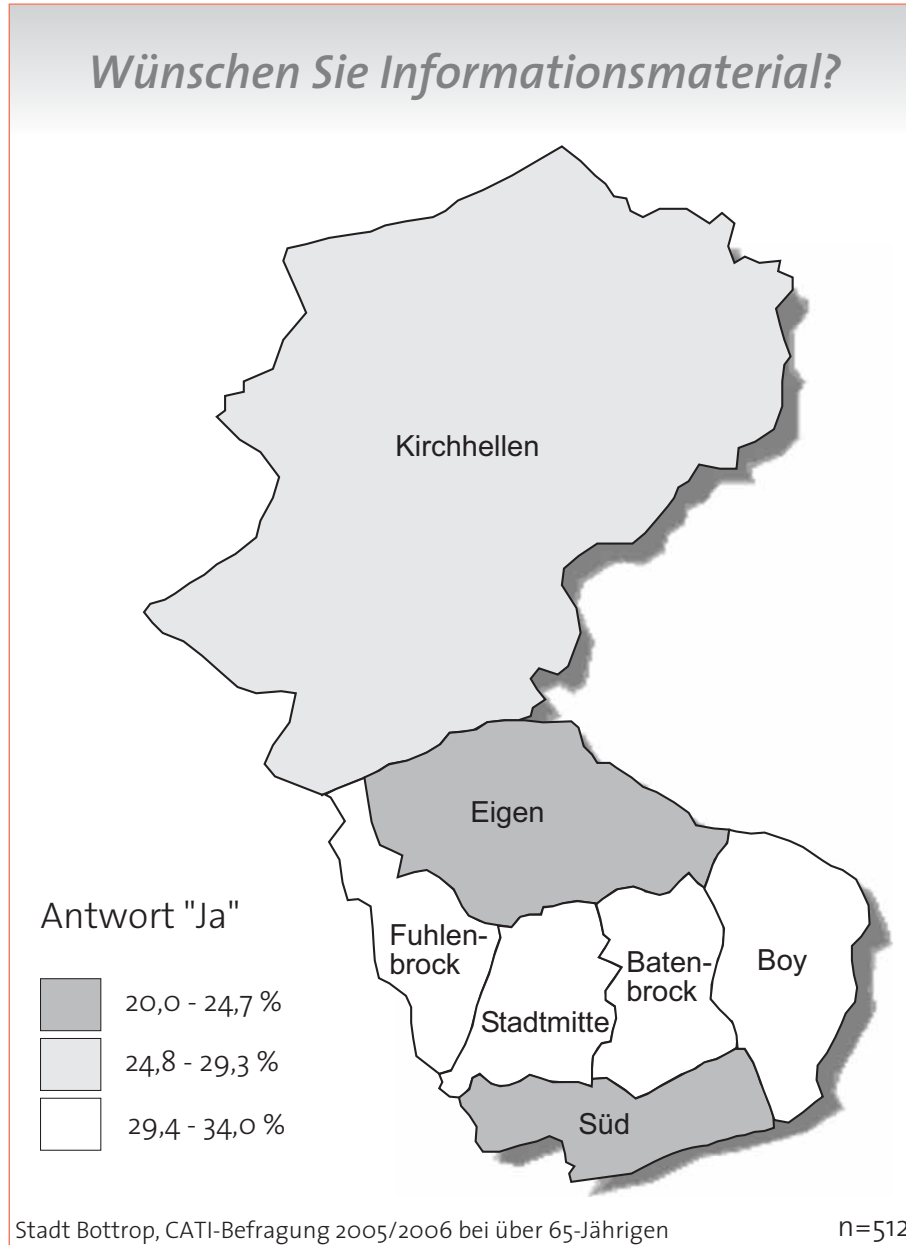 Wünschen Sie Informationsmaterial?
Kirchhellen
Eigen
Fuhlen-
brock
Stadtmitte
Baten-
brock
Boy
Süd
Antwort "Ja"
20,0 - 24,7 %
24,8 - 29,3 %
29,4 - 34,0 %
Stadt Bottrop, CATI-Befragung 2005/2006 bei über 65-Jährigen
n=512